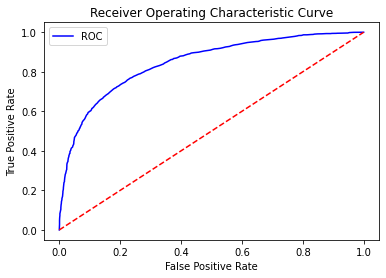 Receiver Operating Characteristic Curve
ROC
True Positive Rate
1.0
0.8
0.6
0.4
0.2
0.0
0.0 0.2 0.4 0.6 0.8 1.0
False Positive Rate